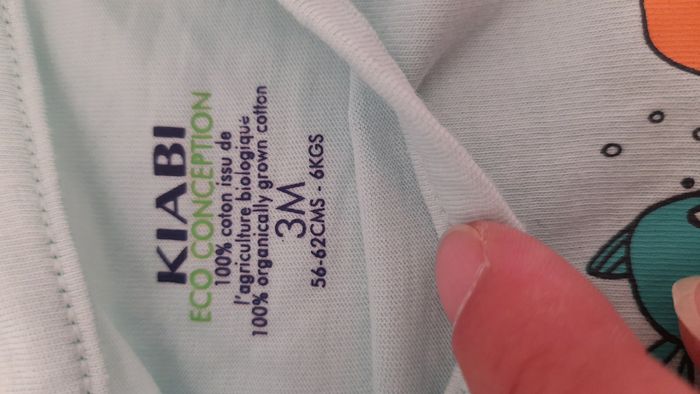 KIABI
ECO CONCEPTION
100% coton issu de
l'agriculture biologique
100% organically grown cotton
3M
56-62CMS - 6KGS